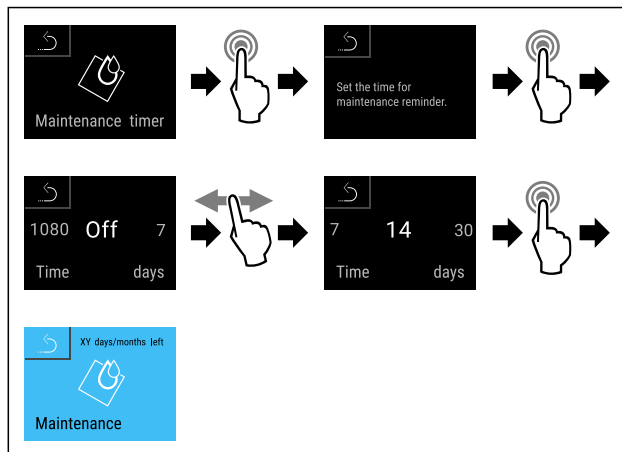 Maintenance timer
Set the time for
maintenance reminder.
1080 Off 7
Time days
7 14 30
Time days
XY days/months left
Maintenance